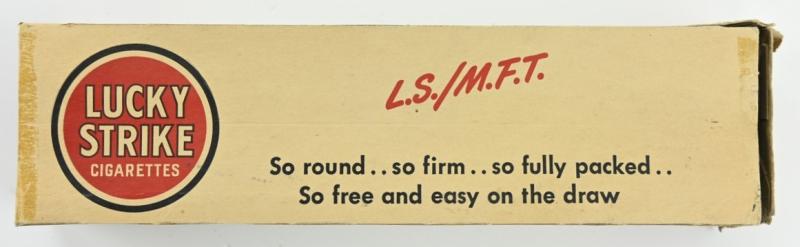 LUCKY
STRIKE
CIGARETTES
L.S./M.F.T.
So round..so firm..so fully packed..
So free and easy on the draw